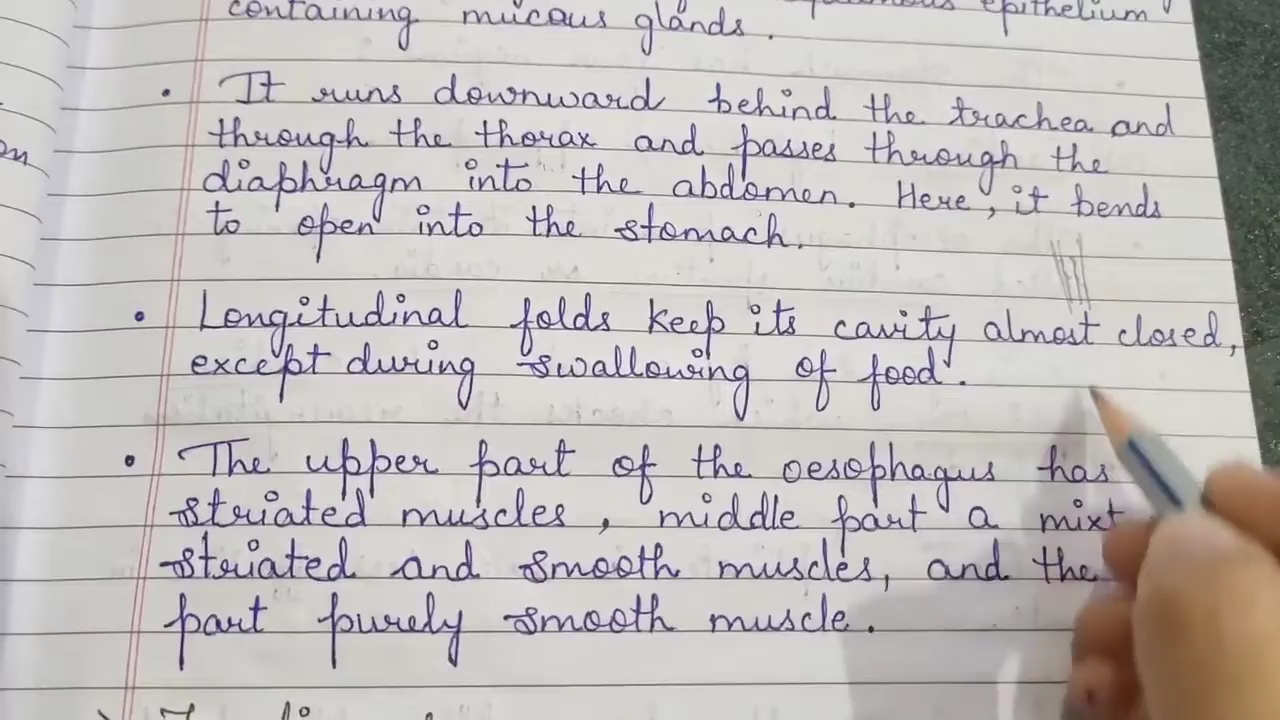 epithelium
containing mucous glands.
• It runs downward behind the trachea and
through the thorax and passes through the
diaphragm into the abdomen. Here, it bends
to open into the stomach.
• Longitudinal folds keep its cavity almost closed,
except during swallowing of food.
• The upper part of the oesophagus has
striated muscles, middle part a mixt
striated and smooth muscles, and the
part purely smooth muscle.
on